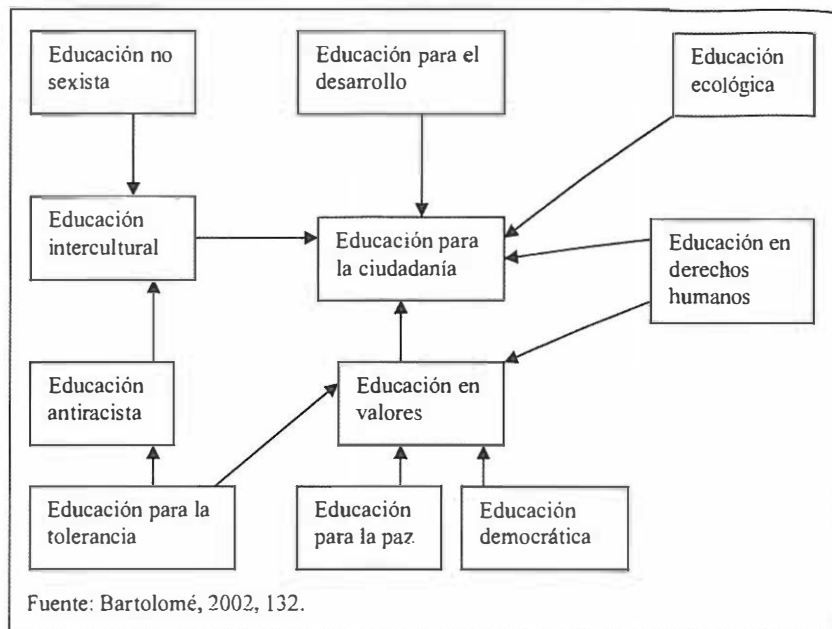 Educación no
sexista
Educación para el
desarrollo
Educación
ecológica
Educación
intercultural
Educación para
la ciudadanía
Educación en
derechos
humanos
Educación
antiracista
Educación en
valores
Educación para la
tolerancia
Educación
para la paz
Educación
democrática
Fuente: Bartolomé, 2002, 132.